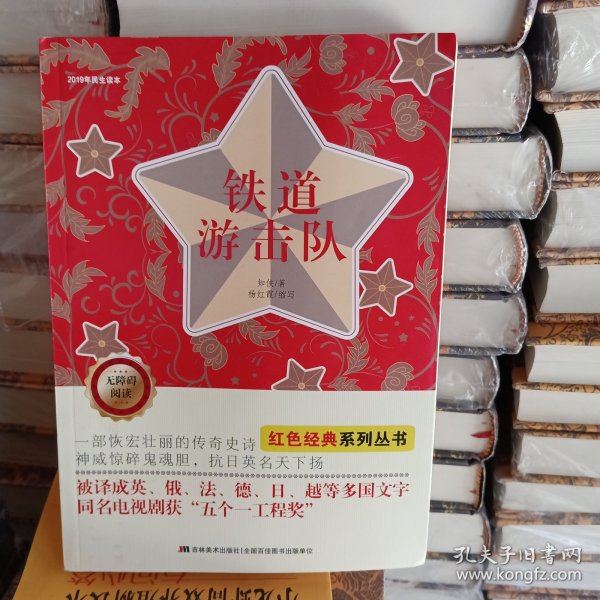 2019年民生读本
铁道
游击队
知侠/著
杨红霞/缩写
无障碍
阅读
一部恢宏壮丽的传奇史诗
神威惊碎鬼魂胆，抗日英名天下扬
红色经典系列丛书
被译成英、俄、法、德、日、越等多国文字
同名电视剧获“五个一工程奖”
吉林美术出版社|全国百佳图书出版单位
孔夫子旧书网
www.kongfz.com